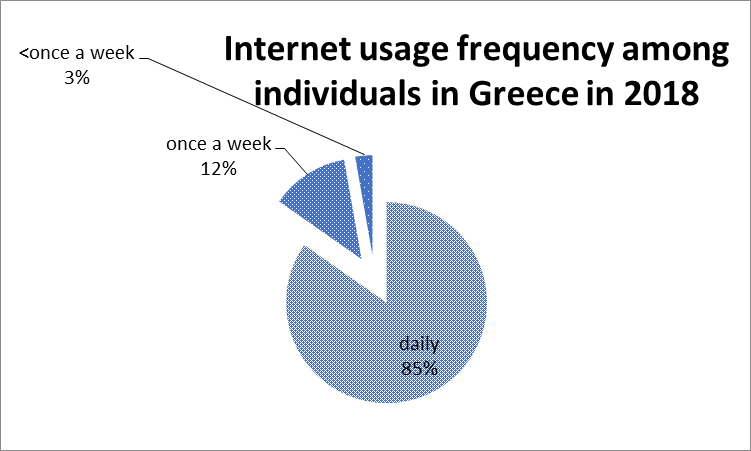 Internet usage frequency among
individuals in Greece in 2018
<once a week
3%
once a week
12%
daily
85%